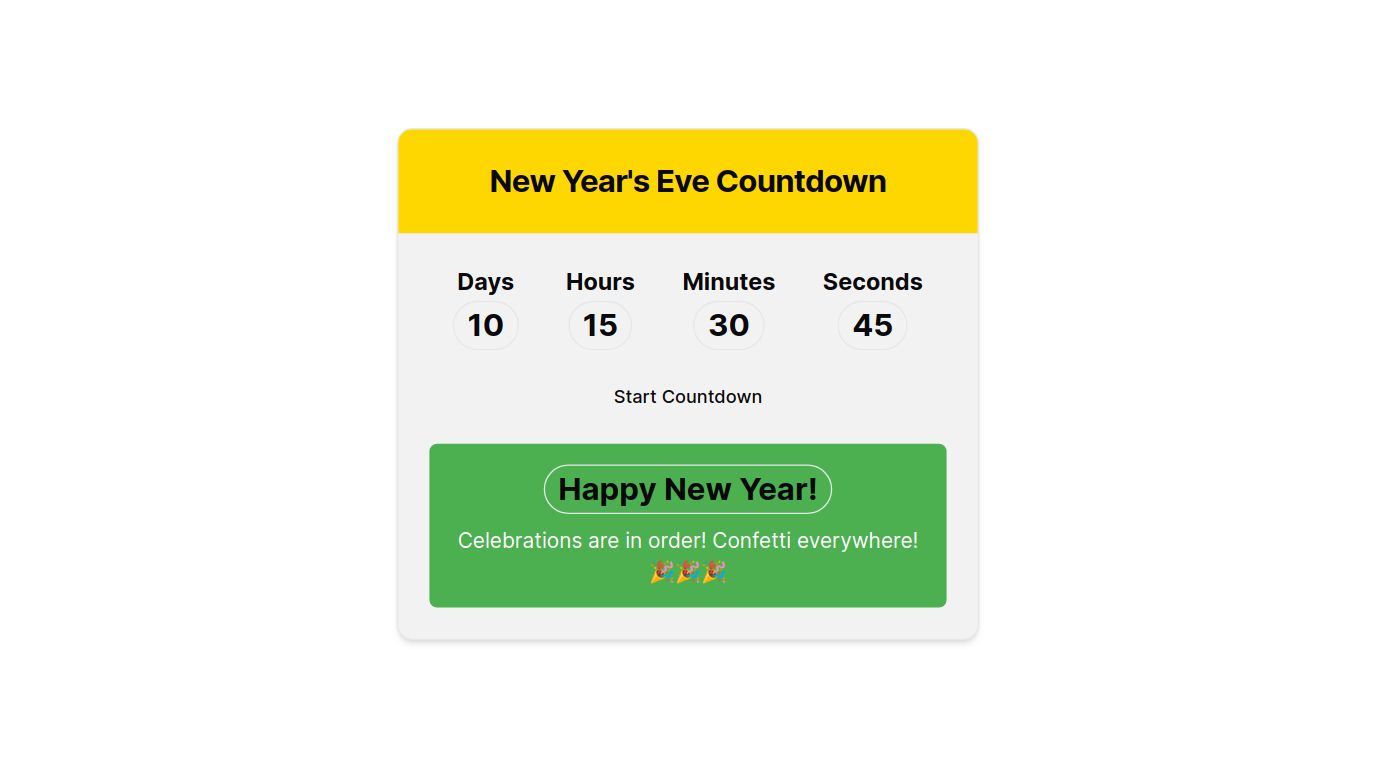 New Year's Eve Countdown
Days Hours Minutes Seconds
10 15 30 45
Start Countdown
Happy New Year!
Celebrations are in order! Confetti everywhere!
🎉🎉🎉